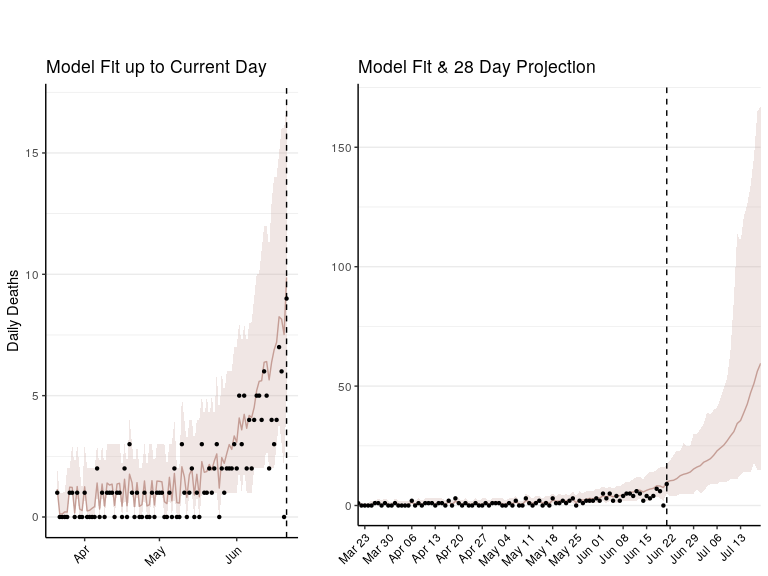 Model Fit up to Current Day
Daily Deaths
15
10
5
0
Apr
May
Jun
Model Fit & 28 Day Projection
150
100
50
0
Mar 23
Mar 30
Apr 06
Apr 13
Apr 20
Apr 27
May 04
May 11
May 18
May 25
Jun 01
Jun 08
Jun 15
Jun 22
Jun 29
Jul 06
Jul 13